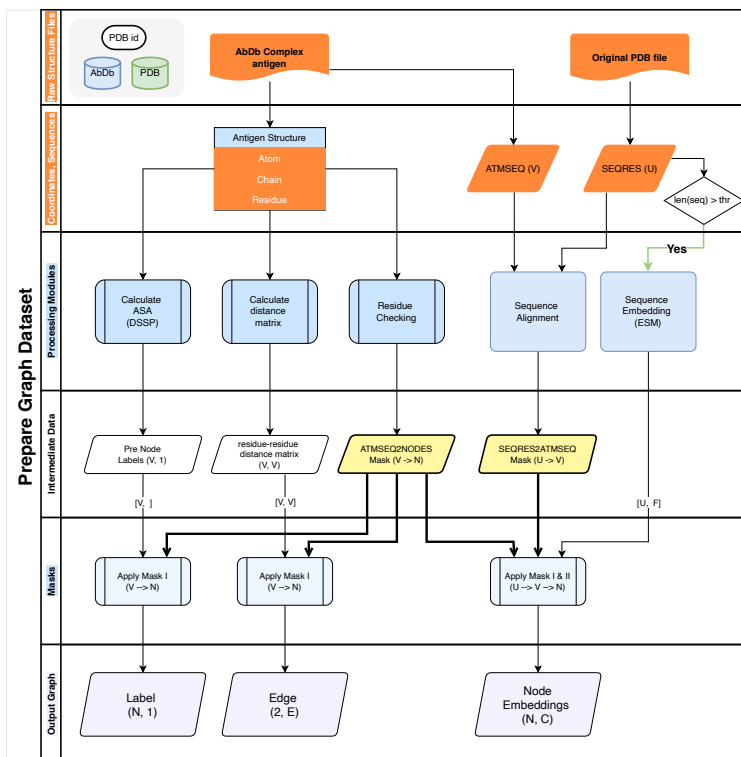 Prepare Graph Dataset
Raw Structure Files
PDB id
AbDb
PDB
AbDb Complex
antigen
Original PDB file
Coordinates, Sequences
Antigen Structure
Atom
Chain
Residue
ATMSEQ (V)
SEQRES (U)
len(seq) > thr
Yes
Processing Modules
Calculate
ASA
(DSSP)
Calculate
distance
matrix
Residue
Checking
Sequence
Alignment
Sequence
Embedding
(ESM)
Intermediate Data
Pre Node
Labels (V, 1)
residue-residue
distance matrix
(V, V)
ATMSEQ2NODES
Mask (V -> N)
SEQRES2ATMSEQ
Mask (U -> V)
[V, ]
[V, V]
[U, F]
Masks
Apply Mask I
(V --> N)
Apply Mask I
(V --> N)
Apply Mask I & II
(U --> V --> N)
Output Graph
Label
(N, 1)
Edge
(2, E)
Node
Embeddings
(N, C)